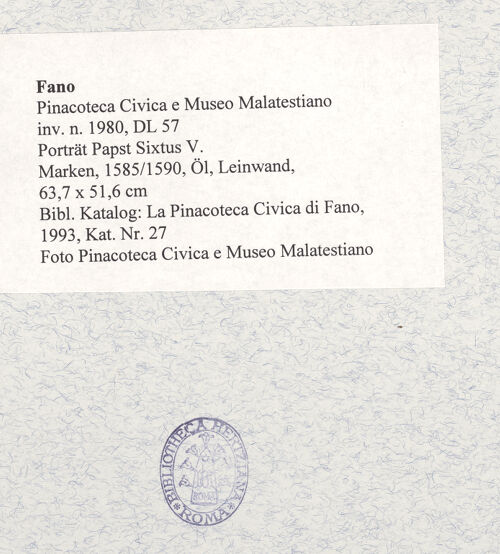 Fano
Pinacoteca Civica e Museo Malatestiano
inv. n. 1980, DL 57
Porträt Papst Sixtus V.
Marken, 1585/1590, Öl, Leinwand,
63,7 x 51,6 cm
Bibl. Katalog: La Pinacoteca Civica di Fano,
1993, Kat. Nr. 27
Foto Pinacoteca Civica e Museo Malatestiano
BIBLIOTHECA HERTZIANA
ROMA
ROMA